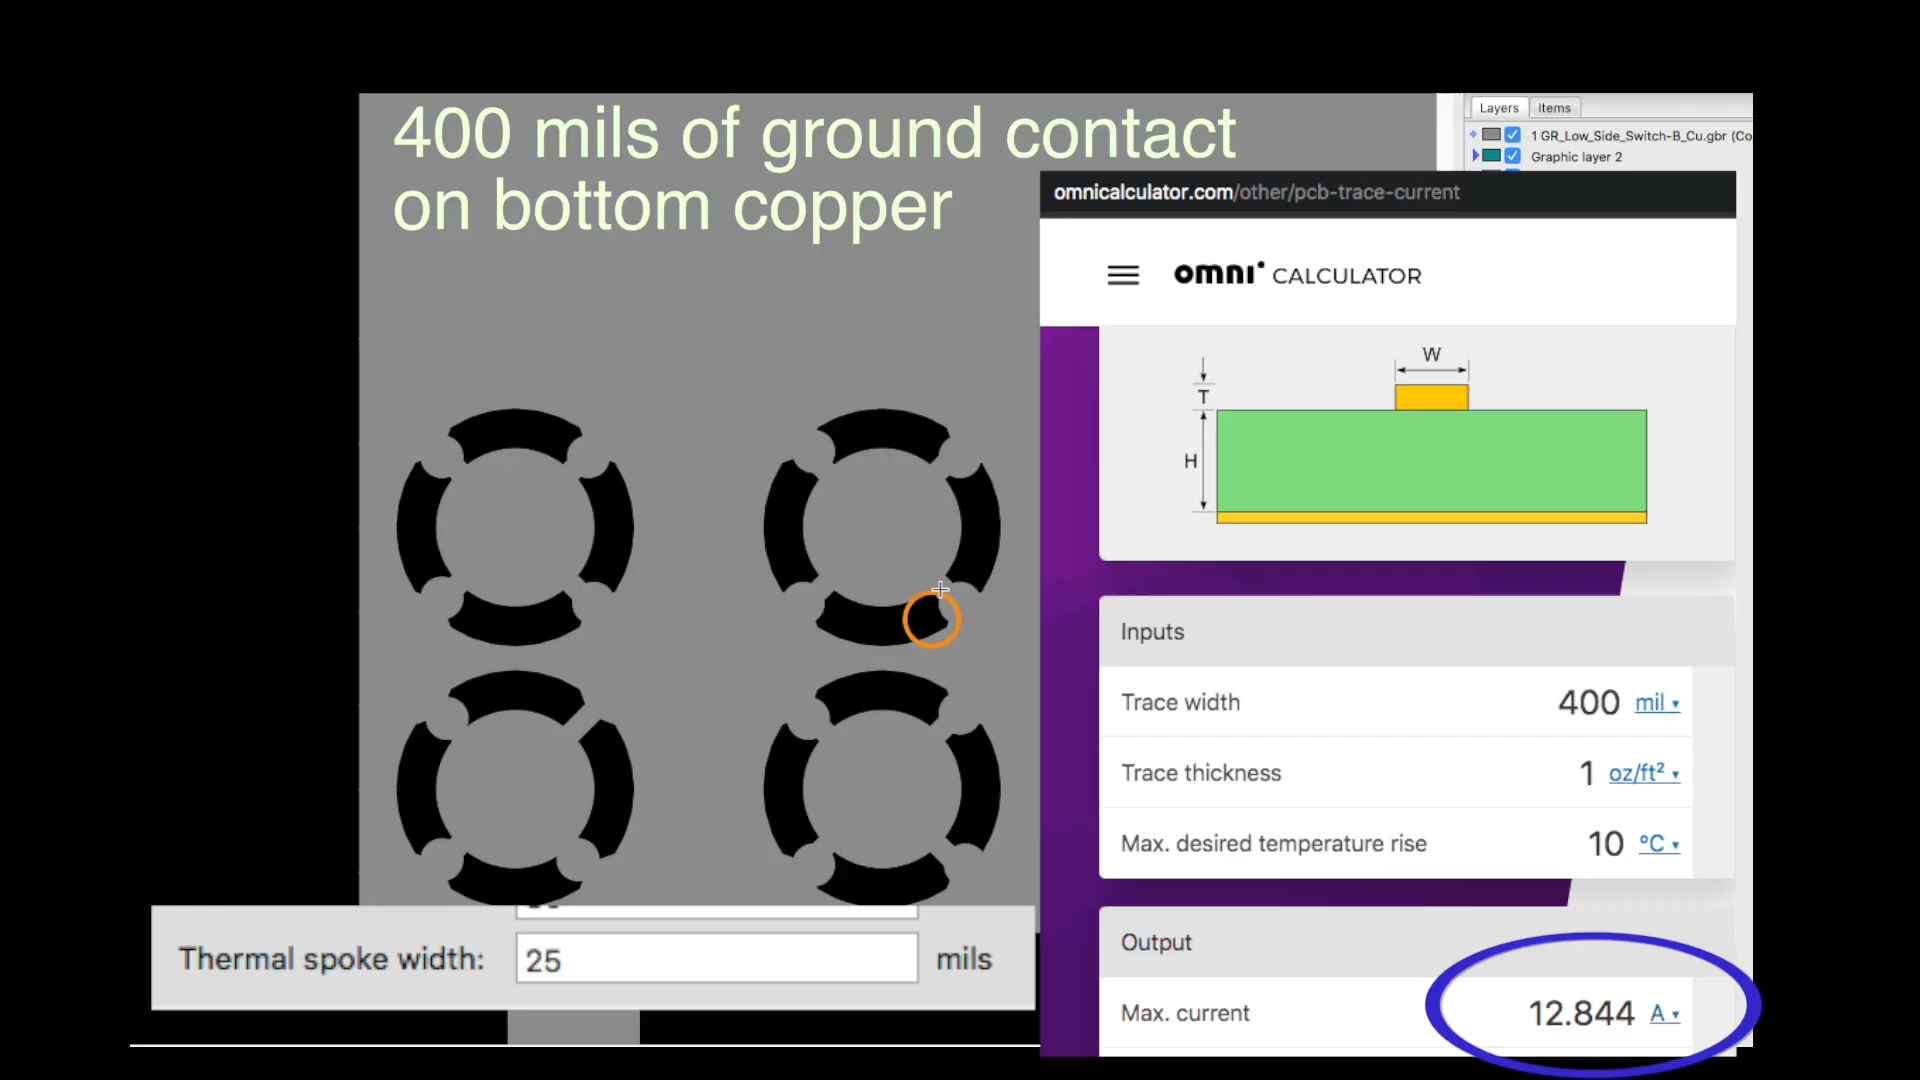 400 mils of ground contact
on bottom copper
Layers Items
1 GR_Low_Side_Switch-B_Cu.gbr (Co
Graphic layer 2
omnicalculator.com/other/pcb-trace-current
omni CALCULATOR
W
T
H
Inputs
Trace width 400 mil
Trace thickness 1 oz/ft²
Max. desired temperature rise 10 °C
Output
Max. current 12.844 A
Thermal spoke width: 25 mils